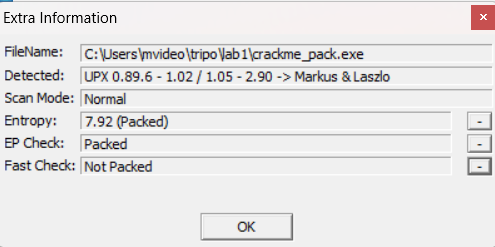 Extra Information
FileName: C:\Users\mvideo\tripo\lab1\crackme_pack.exe
Detected: UPX 0.89.6 - 1.02 / 1.05 - 2.90 -> Markus & Laszlo
Scan Mode: Normal
Entropy: 7.92 (Packed) -
EP Check: Packed -
Fast Check: Not Packed -
OK